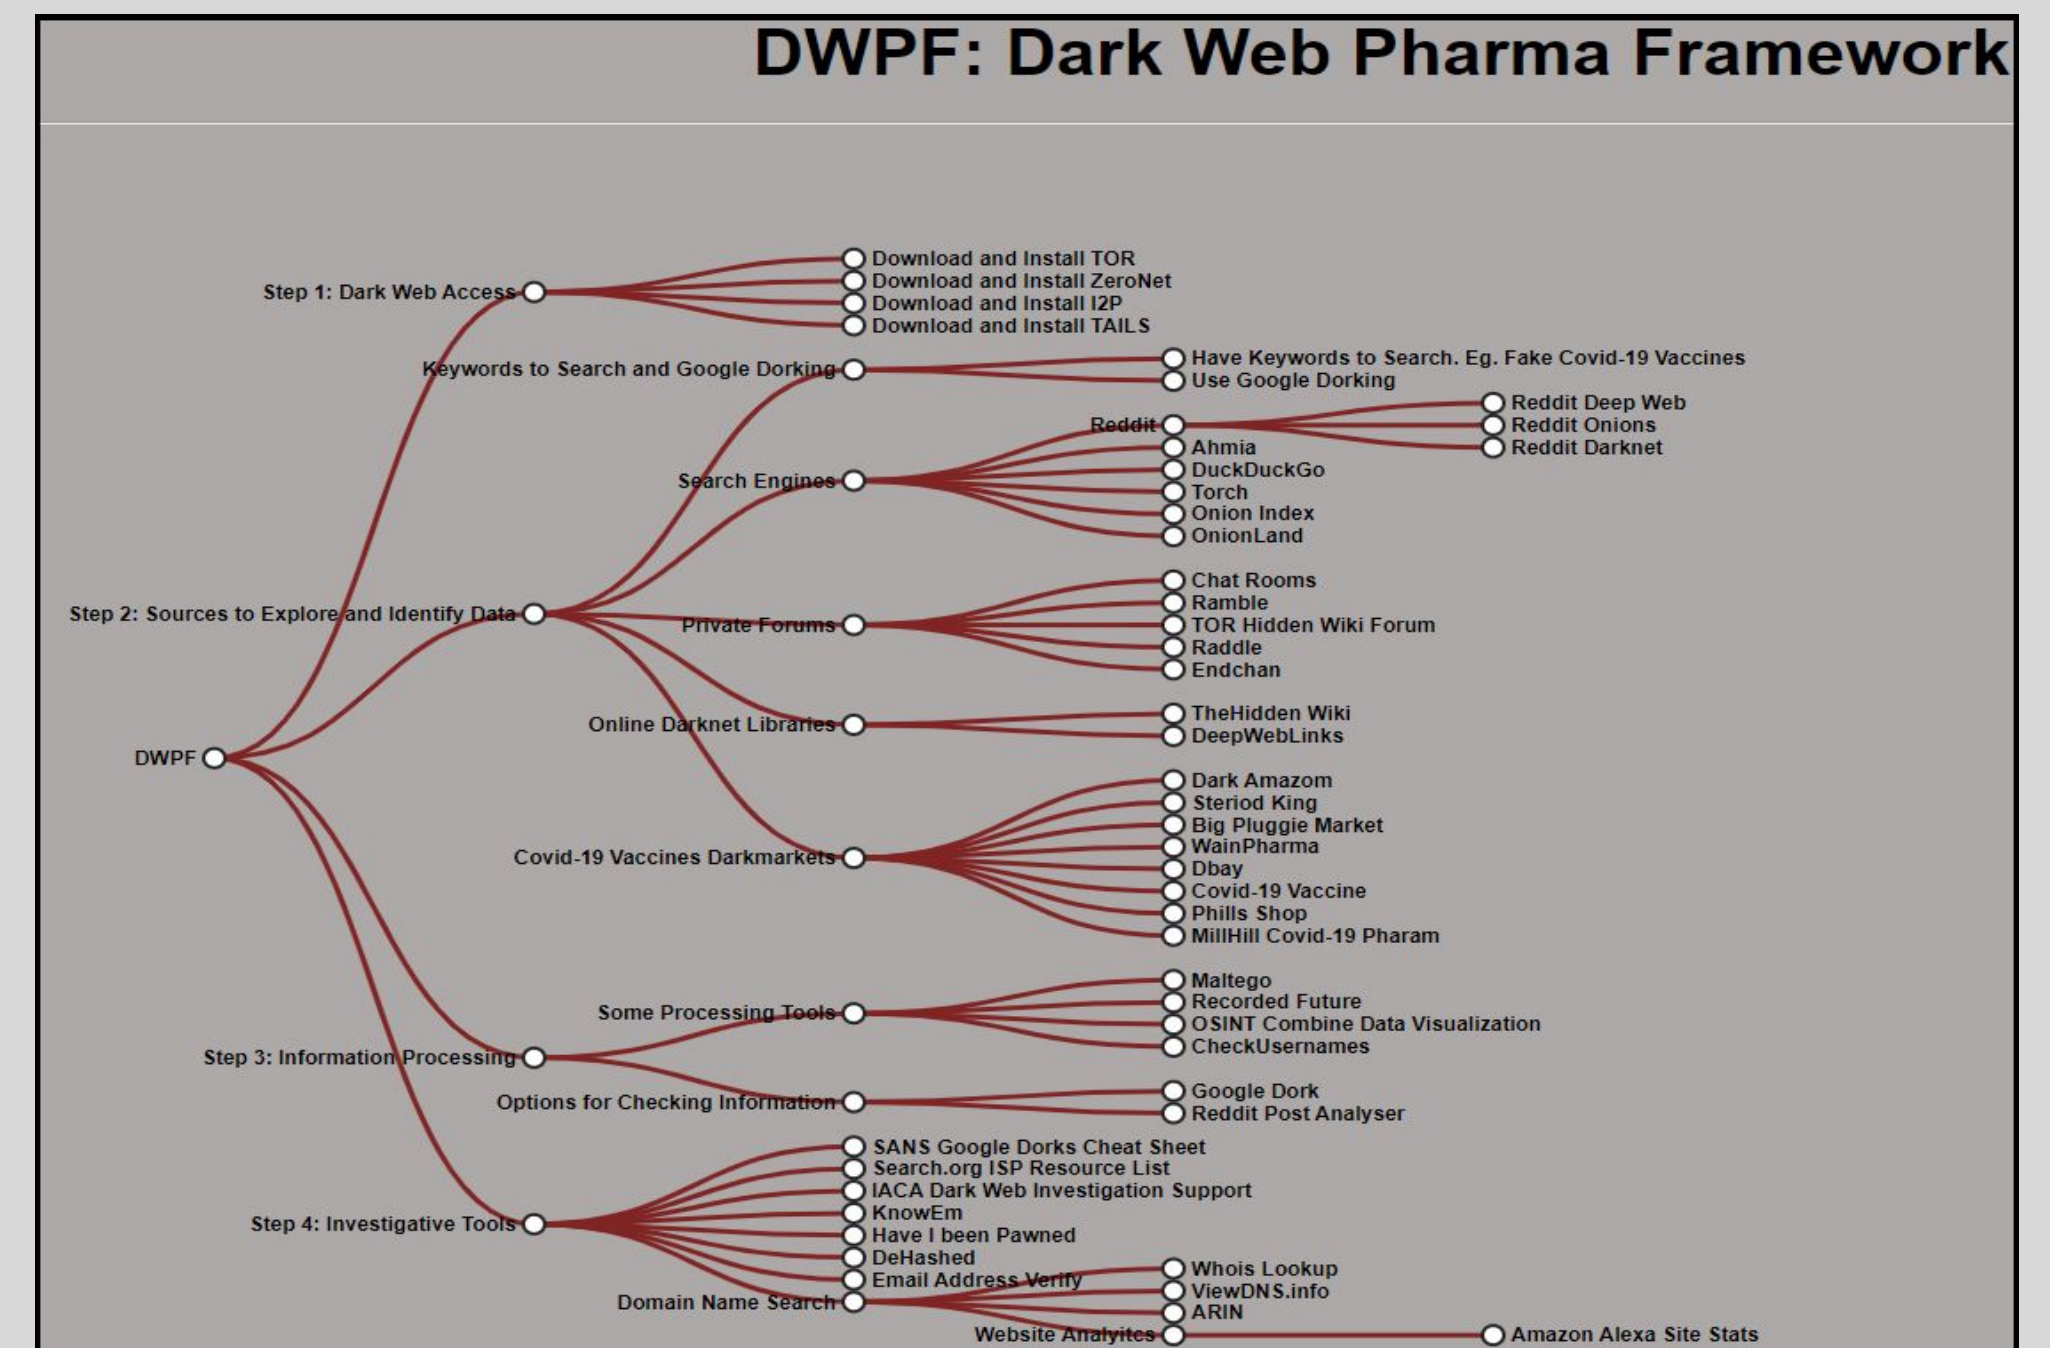 DWPF: Dark Web Pharma Framework
Download and Install TOR
Step 1: Dark Web Access
Download and Install ZeroNet
Download and Install I2P
Download and Install TAILS
Keywords to Search and Google Dorking
Have Keywords to Search. Eg. Fake Covid-19 Vaccines
Use Google Dorking
Reddit
Reddit Deep Web
Reddit Onions
Reddit Darknet
Search Engines
Ahmia
DuckDuckGo
Torch
Onion Index
OnionLand
Step 2: Sources to Explore and Identify Data
Private Forums
Chat Rooms
Ramble
TOR Hidden Wiki Forum
Raddle
Endchan
Online Darknet Libraries
TheHidden Wiki
DeepWebLinks
DWPF
Covid-19 Vaccines Darkmarkets
Dark Amazom
Steriod King
Big Pluggie Market
WainPharma
Dbay
Covid-19 Vaccine
Phills Shop
MillHill Covid-19 Pharam
Step 3: Information Processing
Some Processing Tools
Maltego
Recorded Future
OSINT Combine Data Visualization
CheckUsernames
Options for Checking Information
Google Dork
Reddit Post Analyser
Step 4: Investigative Tools
SANS Google Dorks Cheat Sheet
Search.org ISP Resource List
IACA Dark Web Investigation Support
KnowEm
Have I been Pawned
DeHashed
Email Address Verify
Domain Name Search
Whois Lookup
ViewDNS.info
ARIN
Website Analyitcs
Amazon Alexa Site Stats